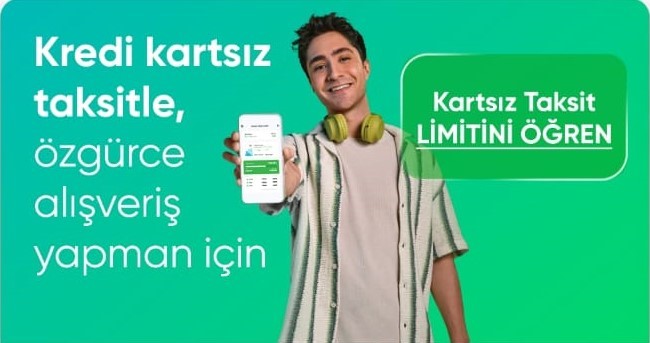 Kredi kartsız
taksitle,
özgürce
alışveriş
yapman için
Kartsız Taksit
LİMİTİNİ ÖĞREN